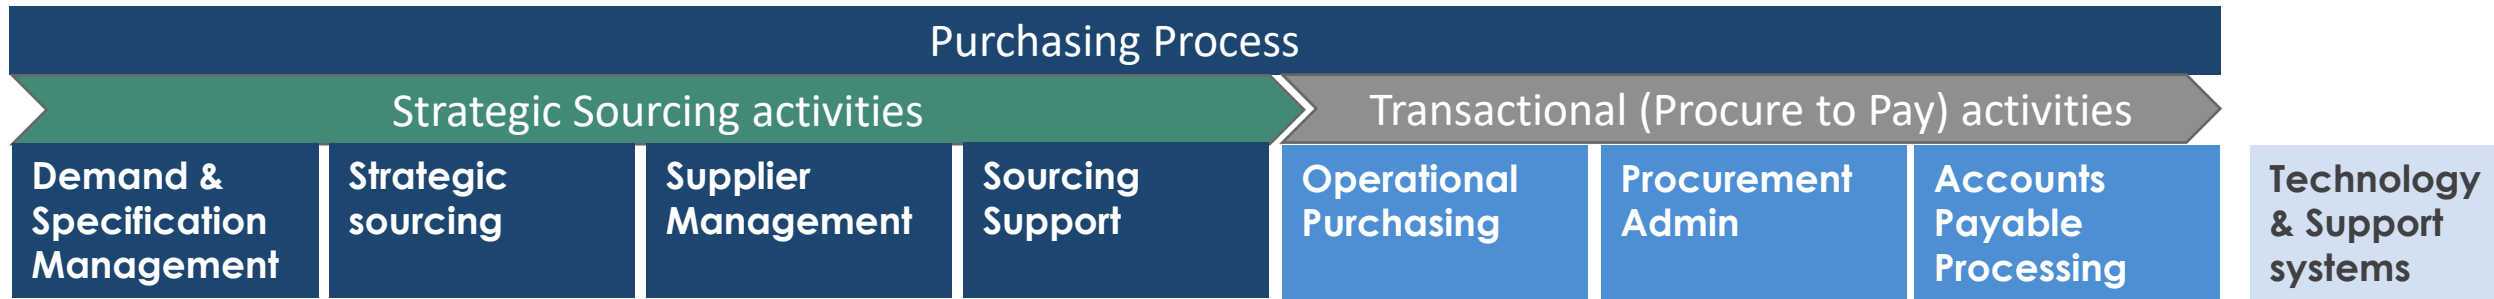 Purchasing Process
Strategic Sourcing activities
Transactional (Procure to Pay) activities
Demand &
Specification
Management
Strategic
sourcing
Supplier
Management
Sourcing
Support
Operational
Purchasing
Procurement
Admin
Accounts
Payable
Processing
Technology
& Support
systems